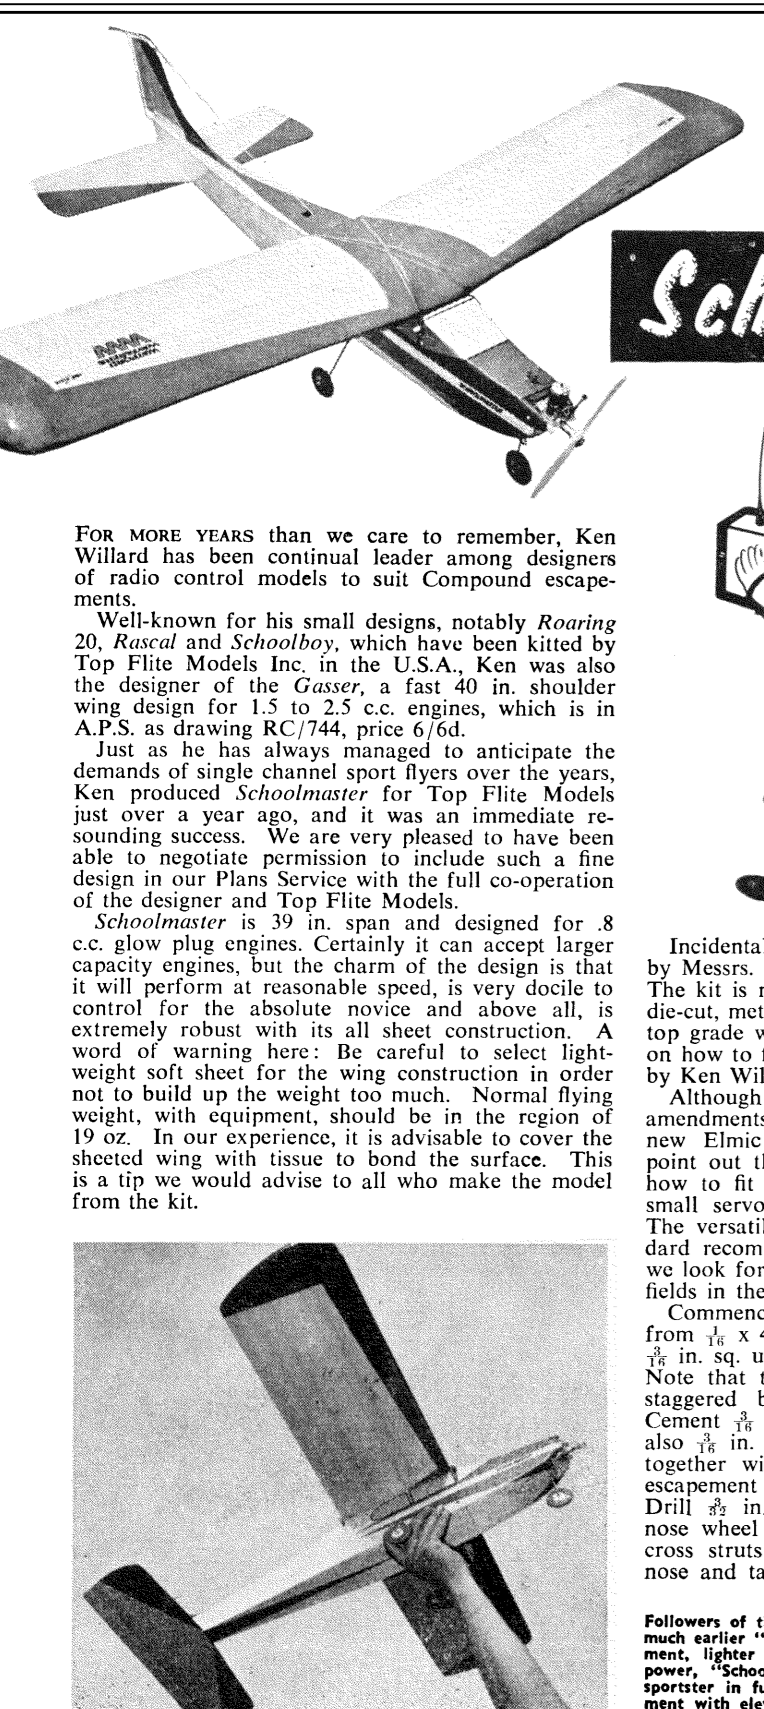 Sch
FOR MORE YEARS than we care to remember, Ken
Willard has been continual leader among designers
of radio control models to suit Compound escape-
ments.
Well-known for his small designs, notably Roaring
20, Rascal and Schoolboy, which have been kitted by
Top Flite Models Inc. in the U.S.A., Ken was also
the designer of the Gasser, a fast 40 in. shoulder
wing design for 1.5 to 2.5 c.c. engines, which is in
A.P.S. as drawing RC/744, price 6/6d.
Just as he has always managed to anticipate the
demands of single channel sport flyers over the years,
Ken produced Schoolmaster for Top Flite Models
just over a year ago, and it was an immediate re-
sounding success. We are very pleased to have been
able to negotiate permission to include such a fine
design in our Plans Service with the full co-operation
of the designer and Top Flite Models.
Schoolmaster is 39 in. span and designed for .8
c.c. glow plug engines. Certainly it can accept larger
capacity engines, but the charm of the design is that
it will perform at reasonable speed, is very docile to
control for the absolute novice and above all, is
extremely robust with its all sheet construction. A
word of warning here: Be careful to select light-
weight soft sheet for the wing construction in order
not to build up the weight too much. Normal flying
weight, with equipment, should be in the region of
19 oz. In our experience, it is advisable to cover the
sheeted wing with tissue to bond the surface. This
is a tip we would advise to all who make the model
from the kit.
Incidental
by Messrs.
The kit is r
die-cut, met
top grade w
on how to f
by Ken Wil
Although
amendments
new Elmic
point out th
how to fit
small servo
The versatil
dard recom
we look for
fields in the
Commenc
from 1/16 x 4
3/16 in. sq. u
Note that t
staggered b
Cement 3/16
also 3/16 in.
together wi
escapement
Drill 3/32 in.
nose wheel
cross struts
nose and ta
Followers of t
much earlier "
ment, lighter
power, "Schoo
sportster in fu
ment with elev